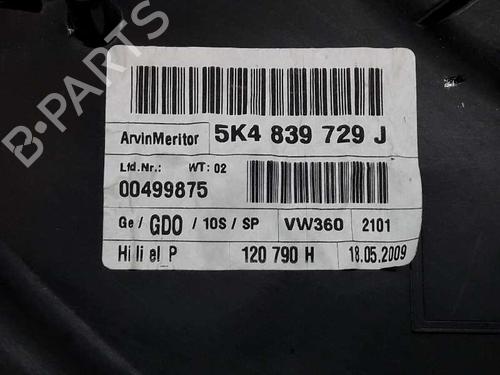 B-PARTS
ArvinMeritor 5K4 839 729 J
Lfd.Nr.: WT: 02
00499875
Ge / GDO / 10S / SP VW360 2101
Hi li el P 120 790 H 18.05.2009